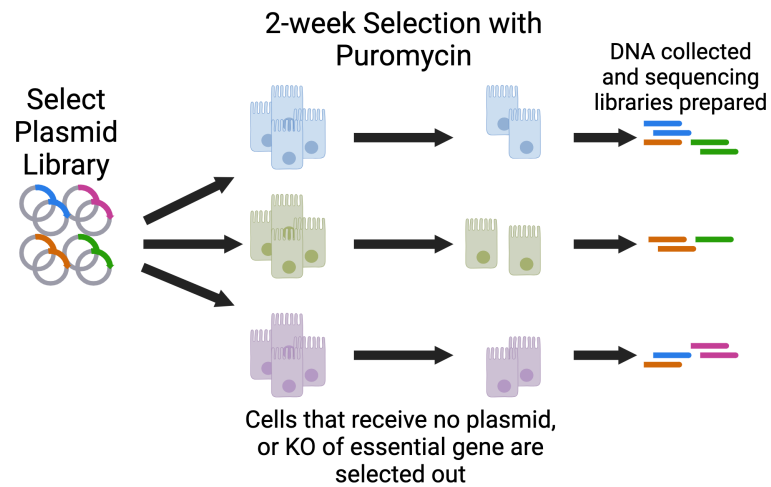 2-week Selection with
Puromycin
DNA collected
and sequencing
libraries prepared
Select
Plasmid
Library
Cells that receive no plasmid,
or KO of essential gene are
selected out